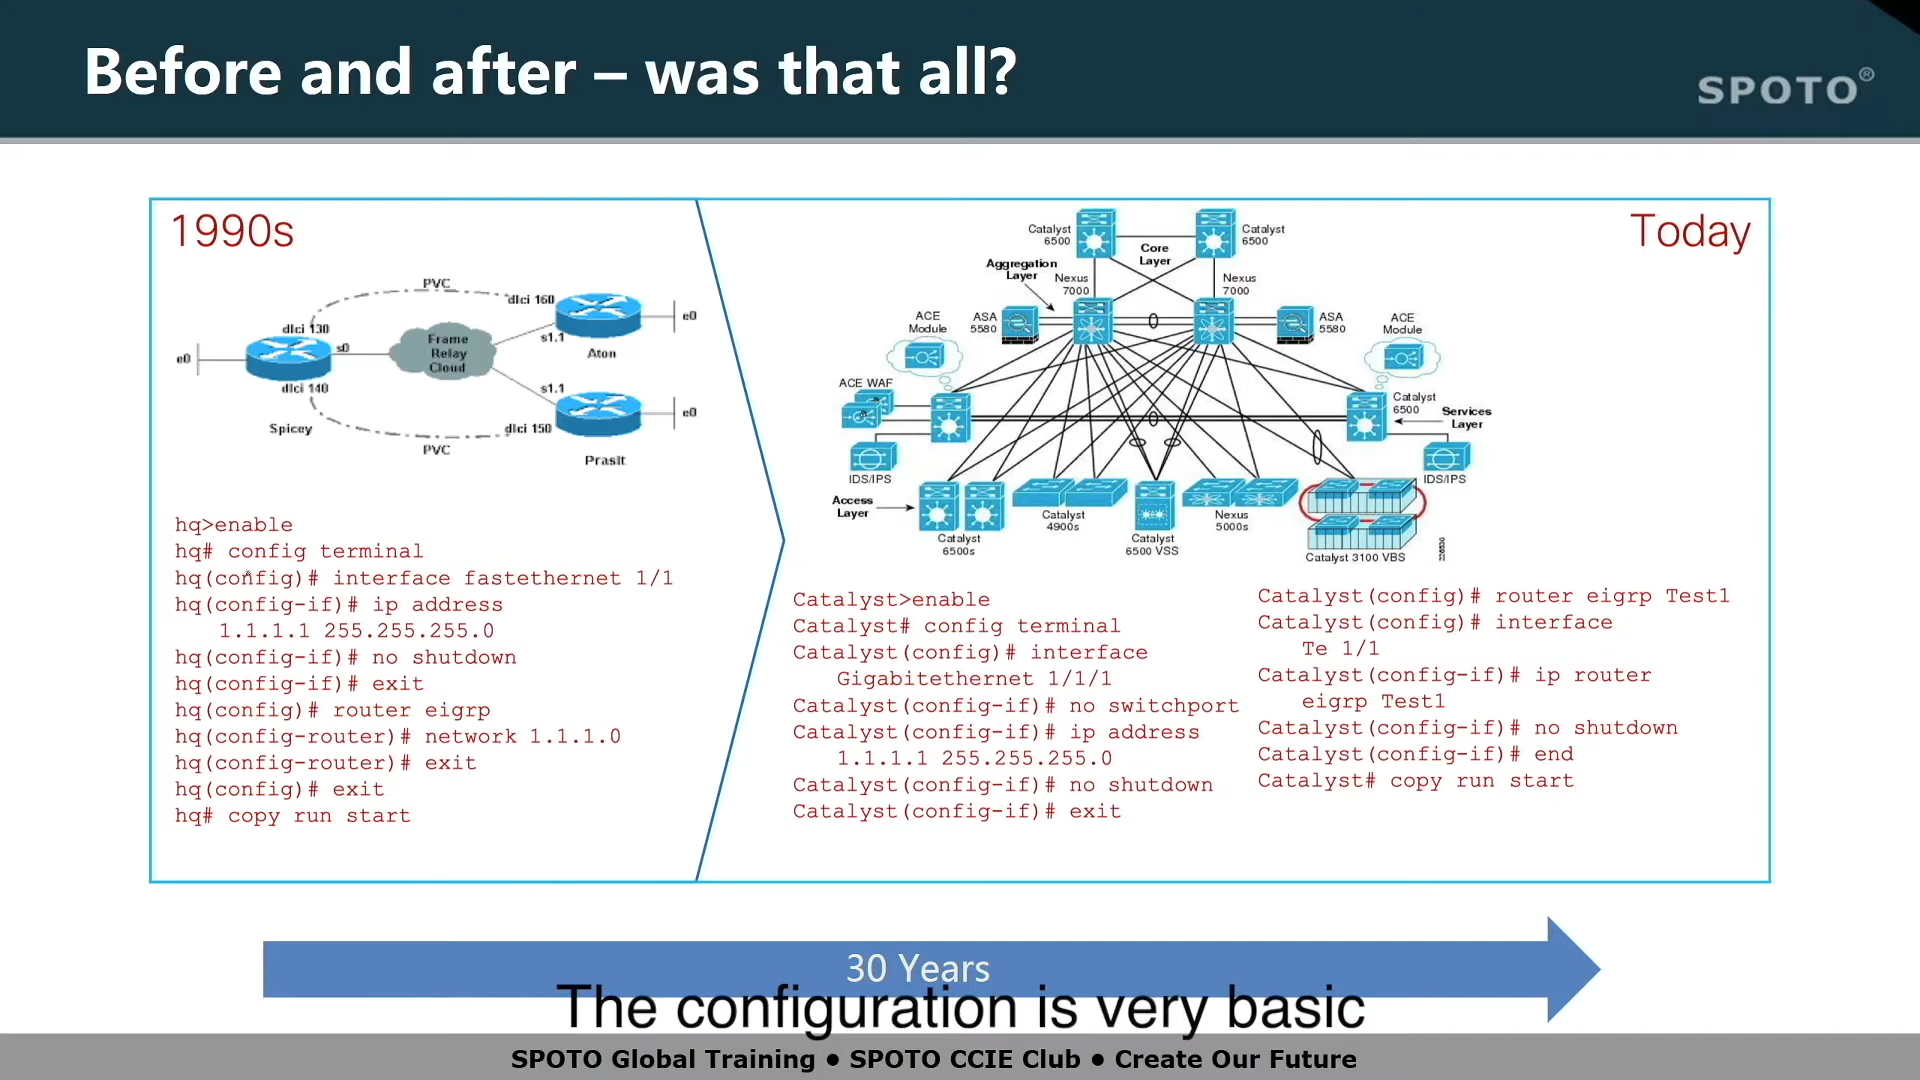 Before and after – was that all?
SPOTO®
1990s
PVC
dlci 160
e0
dlci 130
s0
Frame
Relay
Cloud
s1.1
Aton
e0
dlci 140
s1.1
e0
Spicey
dlci 150
PVC
Prasit
hq>enable
hq# config terminal
hq(config)# interface fastethernet 1/1
hq(config-if)# ip address
1.1.1.1 255.255.255.0
hq(config-if)# no shutdown
hq(config-if)# exit
hq(config)# router eigrp
hq(config-router)# network 1.1.1.0
hq(config-router)# exit
hq(config)# exit
hq# copy run start
Today
Catalyst
6500
Catalyst
6500
Core
Layer
Aggregation
Layer
Nexus
7000
Nexus
7000
ACE
Module
ASA
5580
ASA
5580
ACE
Module
ACE WAF
Catalyst
6500
Services
Layer
IDS/IPS
IDS/IPS
Access
Layer
Catalyst
6500s
Catalyst
4900s
Catalyst
6500 VSS
Nexus
5000s
Catalyst 3100 VBS
Catalyst>enable
Catalyst# config terminal
Catalyst(config)# interface
Gigabitethernet 1/1/1
Catalyst(config-if)# no switchport
Catalyst(config-if)# ip address
1.1.1.1 255.255.255.0
Catalyst(config-if)# no shutdown
Catalyst(config-if)# exit
Catalyst(config)# router eigrp Test1
Catalyst(config)# interface
Te 1/1
Catalyst(config-if)# ip router
eigrp Test1
Catalyst(config-if)# no shutdown
Catalyst(config-if)# end
Catalyst# copy run start
30 Years
The configuration is very basic
SPOTO Global Training ● SPOTO CCIE Club ● Create Our Future